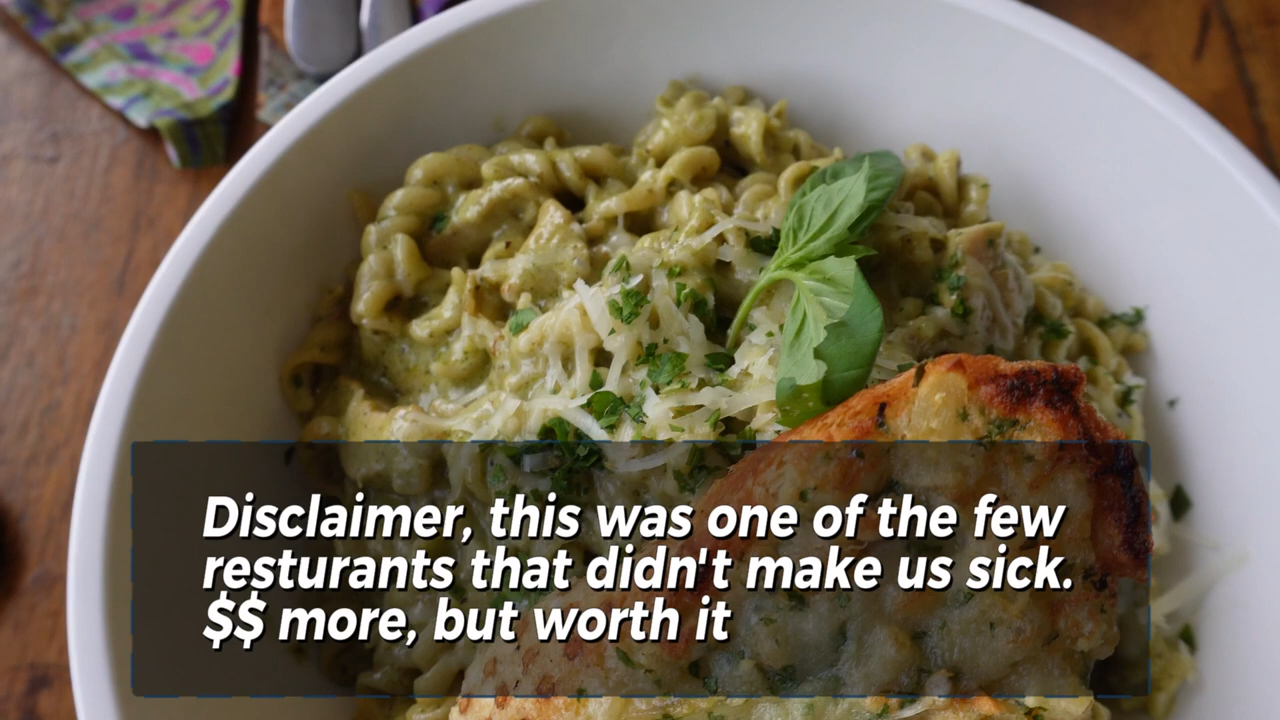 Disclaimer, this was one of the few
resturants that didn't make us sick.
$$ more, but worth it